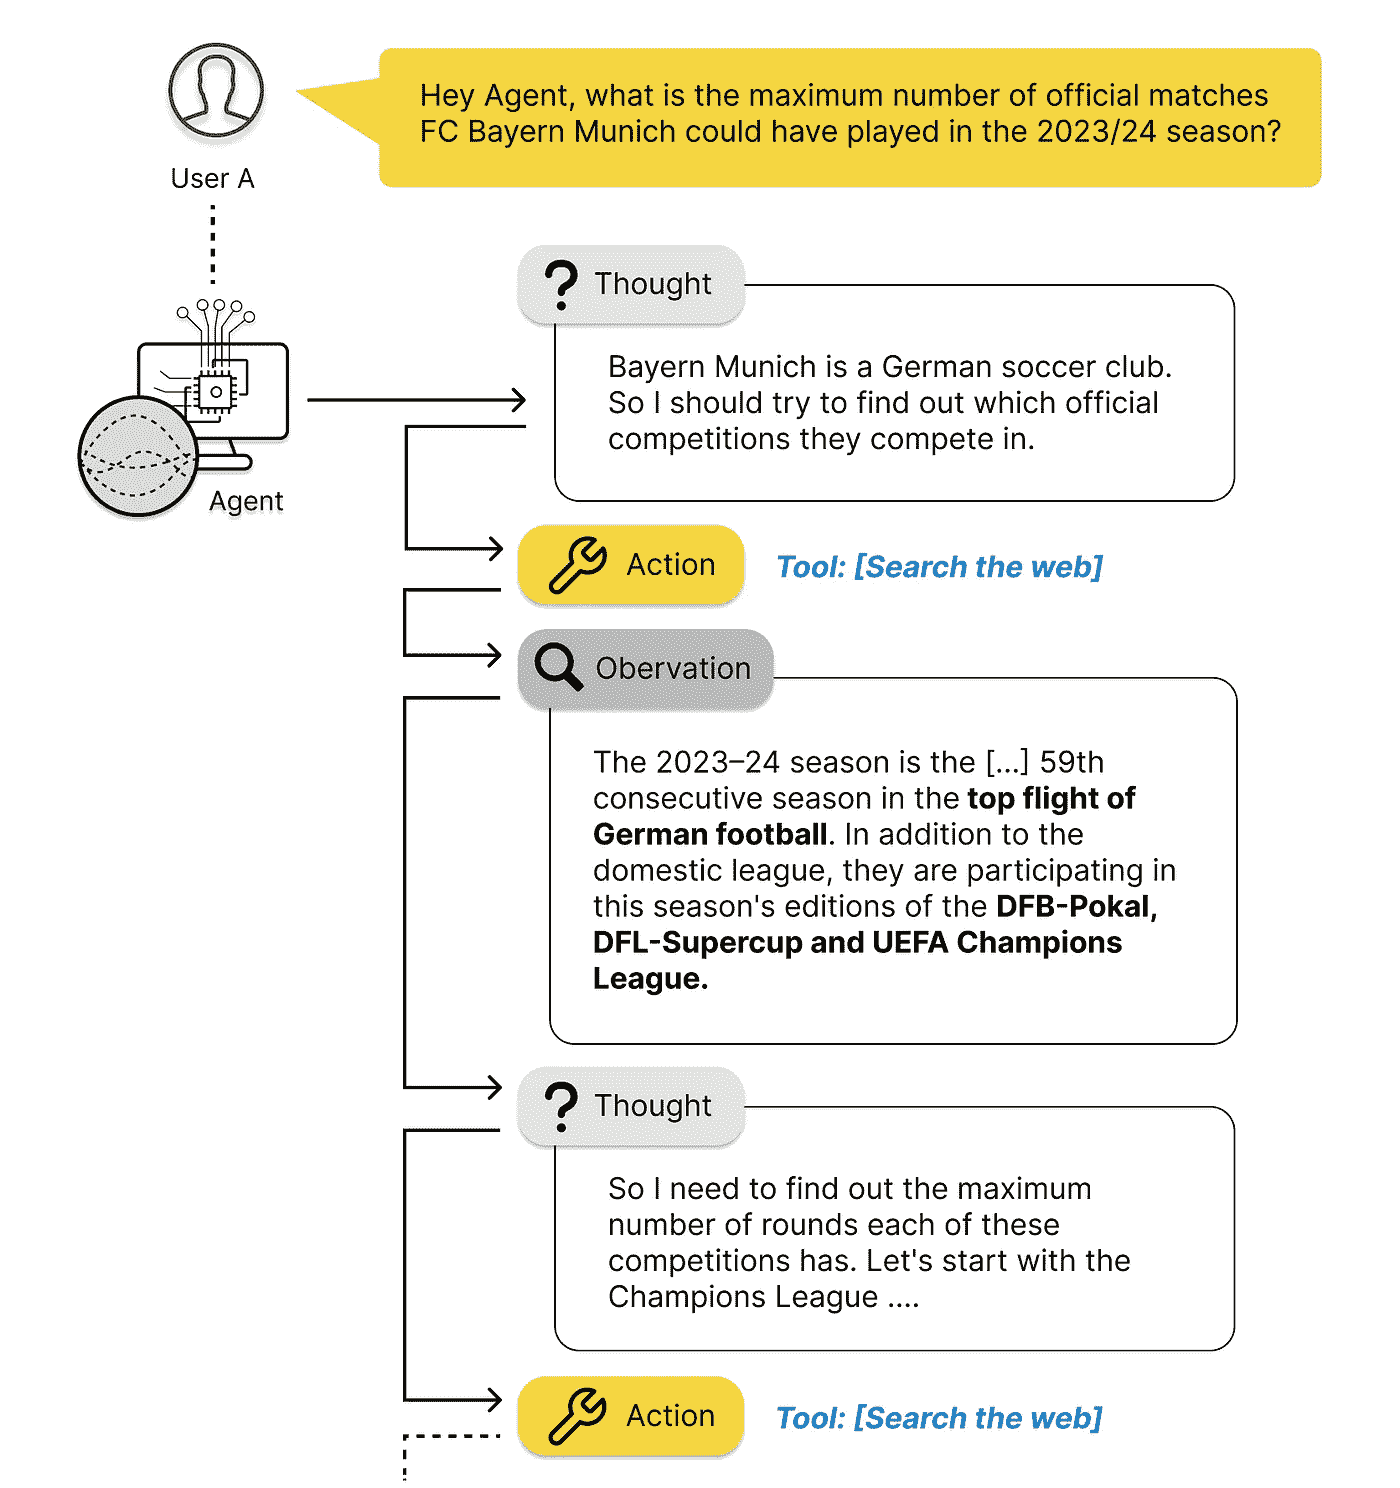 Hey Agent, what is the maximum number of official matches
FC Bayern Munich could have played in the 2023/24 season?
User A
Thought
Bayern Munich is a German soccer club.
So I should try to find out which official
competitions they compete in.
Agent
Action
Tool: [Search the web]
Obervation
The 2023–24 season is the [...] 59th
consecutive season in the top flight of
German football. In addition to the
domestic league, they are participating in
this season's editions of the DFB-Pokal,
DFL-Supercup and UEFA Champions
League.
Thought
So I need to find out the maximum
number of rounds each of these
competitions has. Let's start with the
Champions League ....
Action
Tool: [Search the web]